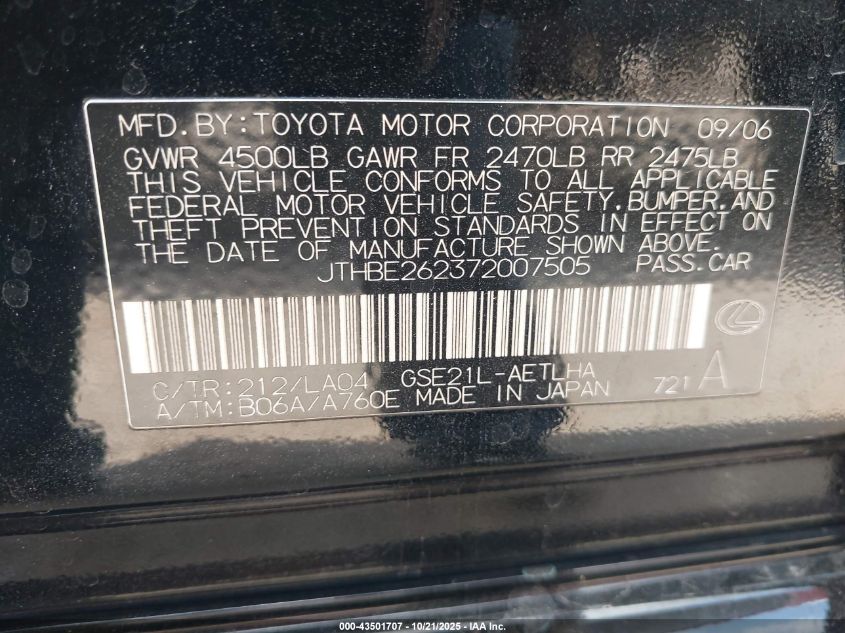 MFD.BY:TOYOTA MOTOR CORPORATION 09/06
GVWR 4500LB GAWR FR 2470LB RR 2475LB
THIS VEHICLE CONFORMS TO ALL APPLICABLE
FEDERAL MOTOR VEHICLE SAFETY,BUMPER,AND
THEFT PREVENTION STANDARDS IN EFFECT ON
THE DATE OF MANUFACTURE SHOWN ABOVE.
JTHBE262372007505 PASS.CAR
C/TR:212/LA04 GSE21L-AETLHA 721 A
A/TM:B06A/A760E MADE IN JAPAN
000-43501707 - 10/21/2025 - IAA Inc.